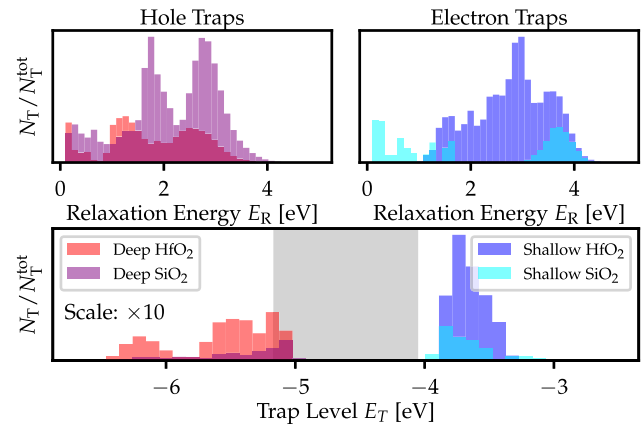 Hole Traps
Electron Traps
N_T / N_T^tot
0 2 4
0 2 4
Relaxation Energy E_R [eV]
Relaxation Energy E_R [eV]
N_T / N_T^tot
Deep HfO₂
Deep SiO₂
Scale: ×10
Shallow HfO₂
Shallow SiO₂
−6 −5 −4 −3
Trap Level E_T [eV]